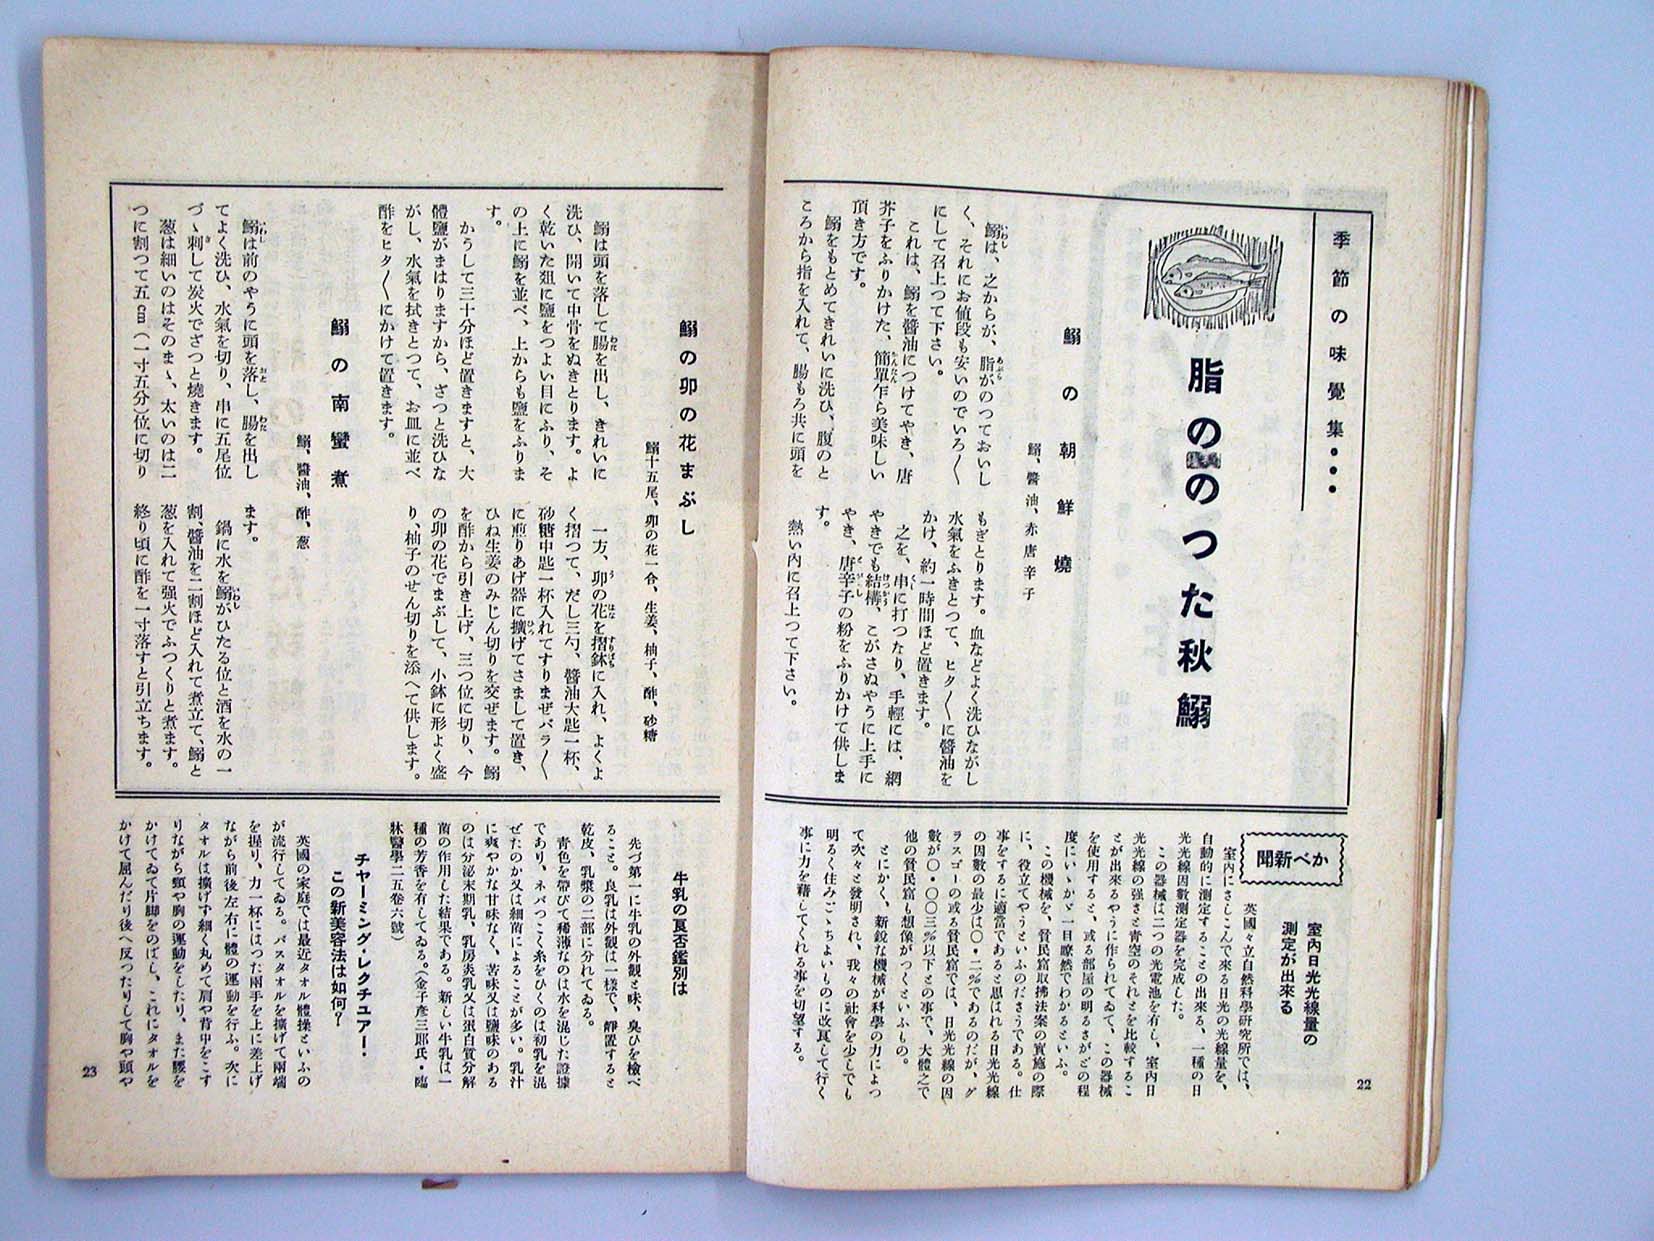 季節の味覺集・・・
脂ののつた秋鰯
鰯の朝鮮燒
鰯、醬油、赤唐辛子
鰯は、之からが、脂がのつておいし
く、それにお値段も安いのでいろ〱
にして召上つて下さい。
これは、鰯を醬油につけてやき、唐
芥子をふりかけた、簡單乍ら美味しい
頂き方です。
鰯をもとめてきれいに洗ひ、腹のと
ころから指を入れて、腸もろ共に頭を
もぎとります。血などよく洗ひながし
水氣をふきとつて、ヒタ〱に醬油を
かけ、約一時間ほど置きます。
之を、串に打つなり、手輕には、網
やきでも結構、こがさぬやうに上手に
やき、唐辛子の粉をふりかけて供しま
す。
熱い內に召上つて下さい。
かべ新聞
室內日光光線量の
測定が出來る
英國々立自然科學硏究所では、
室內にさしこんで來る日光の光線量を、
自動的に測定することの出來る、一種の日
光光線因數測定器を完成した。
この器械は二つの光電池を有し、室內日
光光線の强さと靑空のそれとを比較するこ
とが出來るやうに作られてゐて、この器械
を使用すると、或る部屋の明るさがどの程
度にいゝかゞ一目瞭然でわかるといふ。
この機械を、貧民窟取拂法案の實施の際
に、役立てやうといふのださうである。仕
事をするに適當であると思はれる日光光線
の因數の最少は〇・二%であるのだが、グ
ラスゴーの或る貧民窟では、日光光線の因
數が〇・〇〇三%以下との事で、大體之で
他の貧民窟も想像がつくといふもの。
とにかく、新銳な機械が科學の力によつ
て次々と發明され、我々の社會を少しでも
明るく住みごゝちよいものに改良して行く
事に力を藉してくれる事を切望する。
22
鰯の卯の花まぶし
鰯十五尾、卯の花一合、生姜、柚子、酢、砂糖
鰯は頭を落して腸を出し、きれいに
洗ひ、開いて中骨をぬきとります。よ
く乾いた俎に鹽をつよい目にふり、そ
の上に鰯を並べ、上からも鹽をふりま
す。
かうして三十分ほど置きますと、大
體鹽がまはりますから、ざつと洗ひな
がし、水氣を拭きとつて、お皿に並べ
酢をヒタ〱にかけて置きます。
一方、卯の花を摺鉢に入れ、よくよ
く摺つて、だし三勺、醬油大匙一杯、
砂糖中匙一杯入れてすりまぜバラ〱
に煎りあげ器に擴げてさまして置き、
ひね生姜のみじん切りを交ぜます。鰯
を酢から引き上げ、三つ位に切り、今
の卯の花でまぶして、小鉢に形よく盛
り、柚子のせん切りを添へて供します。
鰯の南蠻煮
鰯、醬油、酢、葱
鰯は前のやうに頭を落し、腸を出し
てよく洗ひ、水氣を切り、串に五尾位
づゝ刺して炭火でざつと燒きます。
葱は細いのはそのまゝ、太いのは二
つに割つて五㎝(一寸五分)位に切り
ます。
鍋に水を鰯がひたる位と酒を水の一
割、醬油を二割ほど入れて煮立て、鰯と
葱を入れて强火でふつくりと煮ます。
終り頃に酢を一寸落すと引立ちます。
牛乳の良否鑑別は
先づ第一に牛乳の外觀と味、臭ひを檢べ
ること。良乳は外觀は一樣で、靜置すると
乾皮、乳漿の二部に分れてゐる。
靑色を帶びて稀薄なのは水を混じた證據
であり、ネバつこく糸をひくのは初乳を混
ぜたのか又は細菌によることが多い。乳汁
に爽やかな甘味なく、苦味又は鹽味のある
のは分泌末期乳、乳房炎乳又は蛋白質分解
菌の作用した結果である。新しい牛乳は一
種の芳香を有してゐる。(金子彥三郞氏・臨
牀醫學二五卷六號)
チャーミング・レクチュアー・
この新美容法は如何?
英國の家庭では最近タオル體操といふの
が流行してゐる。バスタオルを擴げて兩端
を握り、力一杯にはつた兩手を上に差上げ
ながら前後左右に體の運動を行ふ。次に
タオルは擴げず細く丸めて肩や背中をこす
りながら頸や胸の運動をしたり、また腰を
かけてゐて片脚をのばし、これにタオルを
かけて屈んだり後へ反つたりして胸や頸や
23